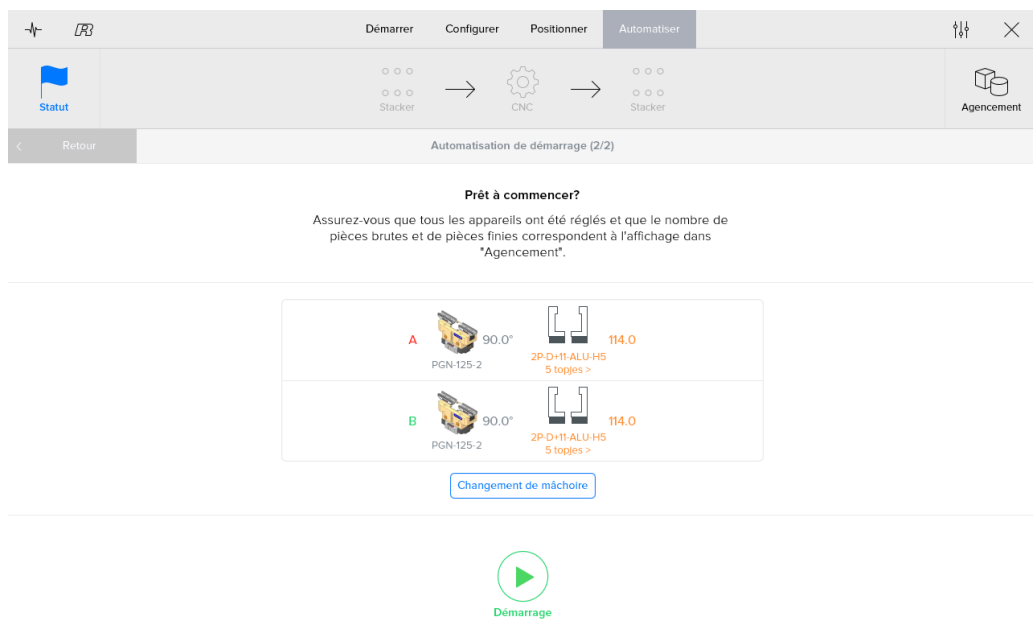 Démarrer Configurer Positionner Automatiser
Statut
Stacker
CNC
Stacker
Agencement
Retour
Automatisation de démarrage (2/2)
Prêt à commencer?
Assurez-vous que tous les appareils ont été réglés et que le nombre de
pièces brutes et de pièces finies correspondent à l'affichage dans
"Agencement".
A 90.0° 114.0
PGN-125-2
2P-D+11-ALU-H5
5 topjes >
B 90.0° 114.0
PGN-125-2
2P-D+11-ALU-H5
5 topjes >
Changement de mâchoire
Démarrage